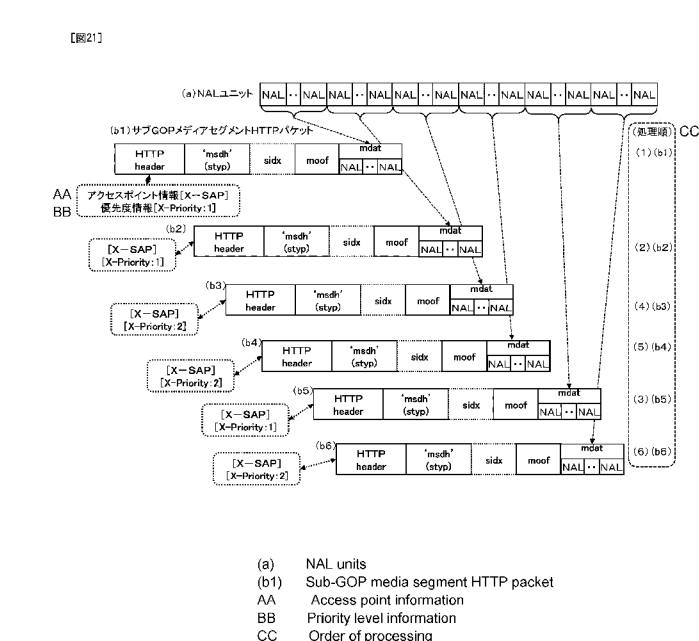 [図21]
(a)NALユニット NAL ・・ NAL NAL ・・ NAL NAL ・・ NAL NAL ・・ NAL NAL ・・ NAL NAL ・・ NAL
(b1)サブGOPメディアセグメントHTTPパケット
(処理順) CC
HTTP header 'msdh' (styp) sidx moof mdat NAL ・・ NAL
(1)(b1)
AA アクセスポイント情報[X－SAP]
BB 優先度情報[X-Priority:1]
(b2)
HTTP header 'msdh' (styp) sidx moof mdat NAL ・・ NAL
[X－SAP]
[X-Priority:1]
(2)(b2)
(b3)
HTTP header 'msdh' (styp) sidx moof mdat NAL ・・ NAL
[X－SAP]
[X-Priority:2]
(4)(b3)
(b4)
HTTP header 'msdh' (styp) sidx moof mdat NAL ・・ NAL
[X－SAP]
[X-Priority:2]
(5)(b4)
(b5)
HTTP header 'msdh' (styp) sidx moof mdat NAL ・・ NAL
[X－SAP]
[X-Priority:1]
(3)(b5)
(b6)
HTTP header 'msdh' (styp) sidx moof mdat NAL ・・ NAL
[X－SAP]
[X-Priority:2]
(6)(b6)
(a) NAL units
(b1) Sub-GOP media segment HTTP packet
AA Access point information
BB Priority level information
CC Order of processing